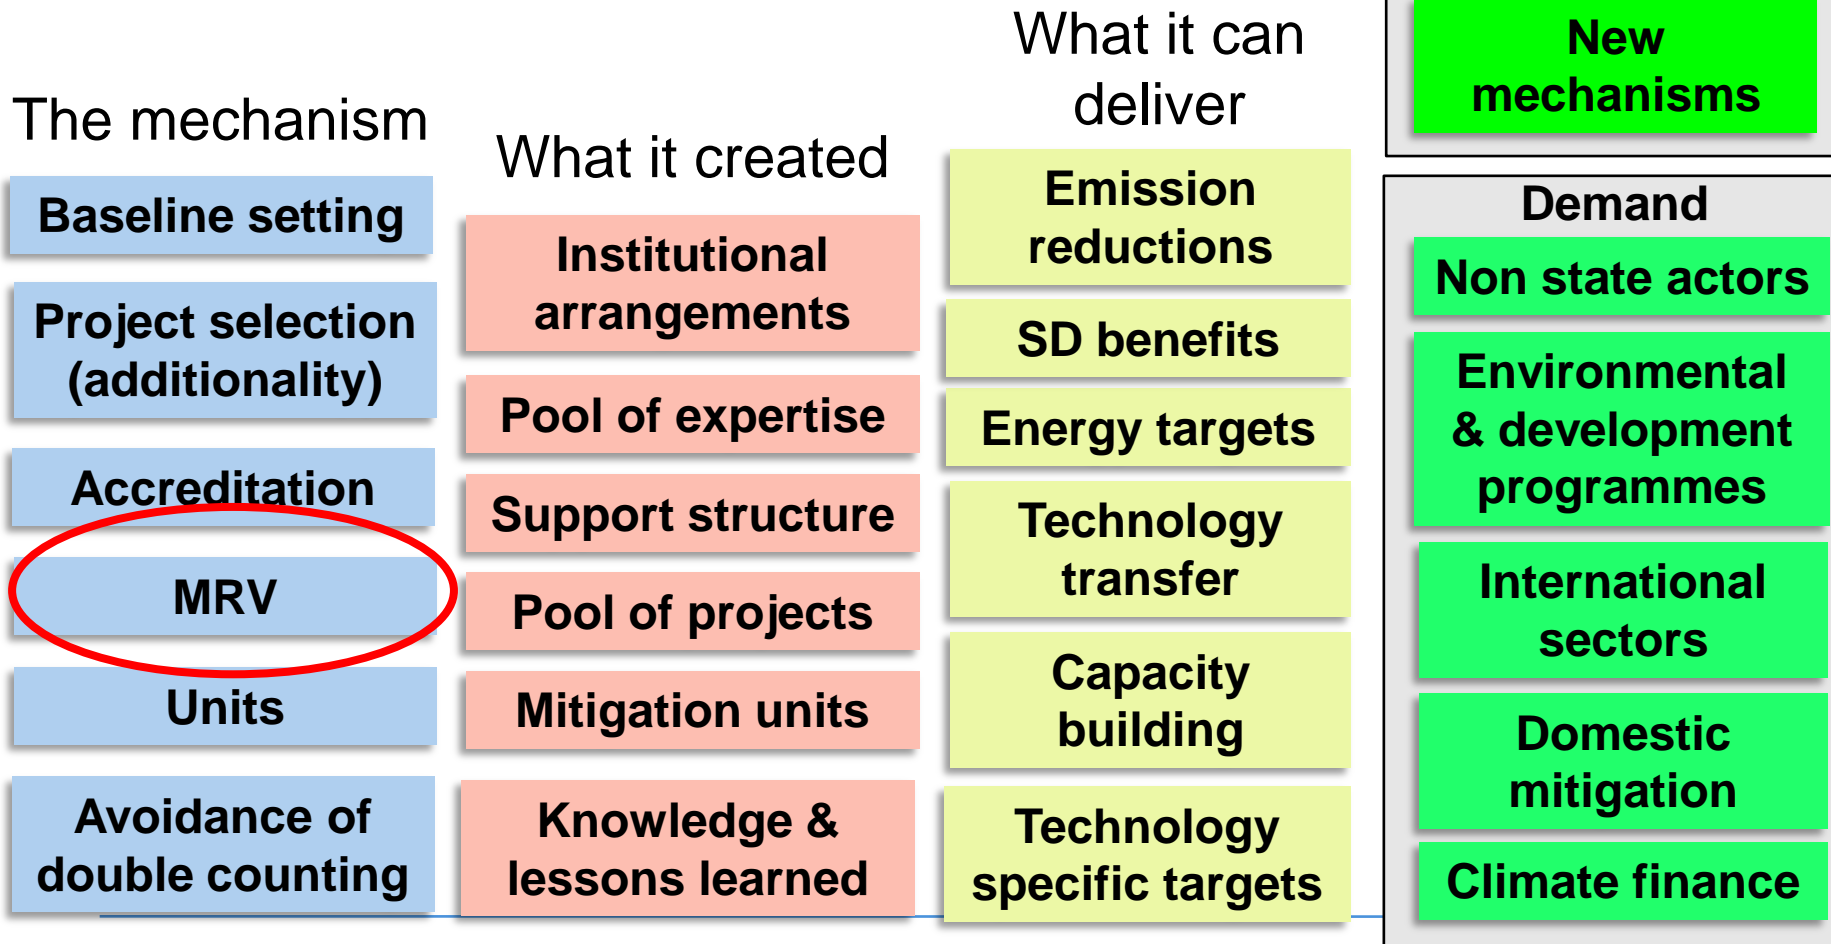 The mechanism
Baseline setting
Project selection
(additionality)
Accreditation
MRV
Units
Avoidance of
double counting
What it created
Institutional
arrangements
Pool of expertise
Support structure
Pool of projects
Mitigation units
Knowledge &
lessons learned
What it can
deliver
Emission
reductions
SD benefits
Energy targets
Technology
transfer
Capacity
building
Technology
specific targets
New
mechanisms
Demand
Non state actors
Environmental
& development
programmes
International
sectors
Domestic
mitigation
Climate finance